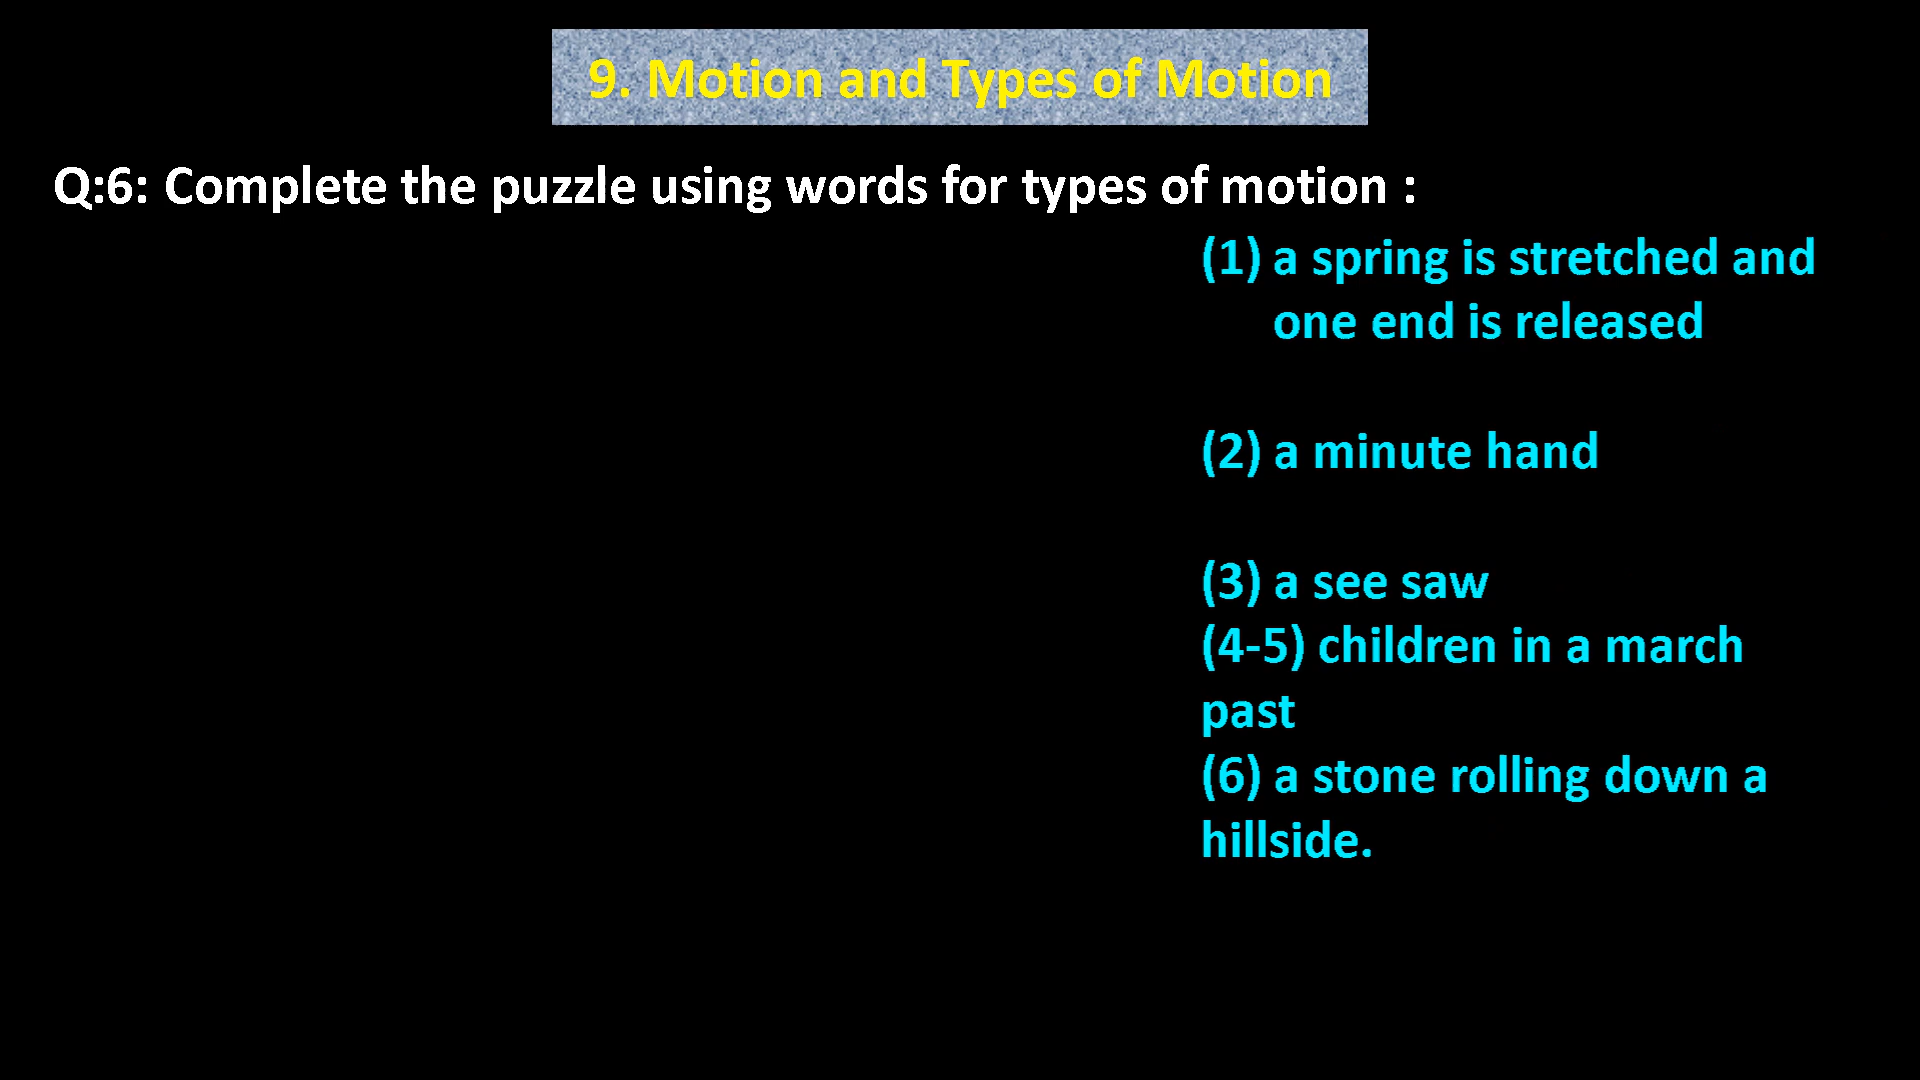 9. Motion and Types of Motion
Q:6: Complete the puzzle using words for types of motion :
(1) a spring is stretched and
one end is released
(2) a minute hand
(3) a see saw
(4-5) children in a march
past
(6) a stone rolling down a
hillside.